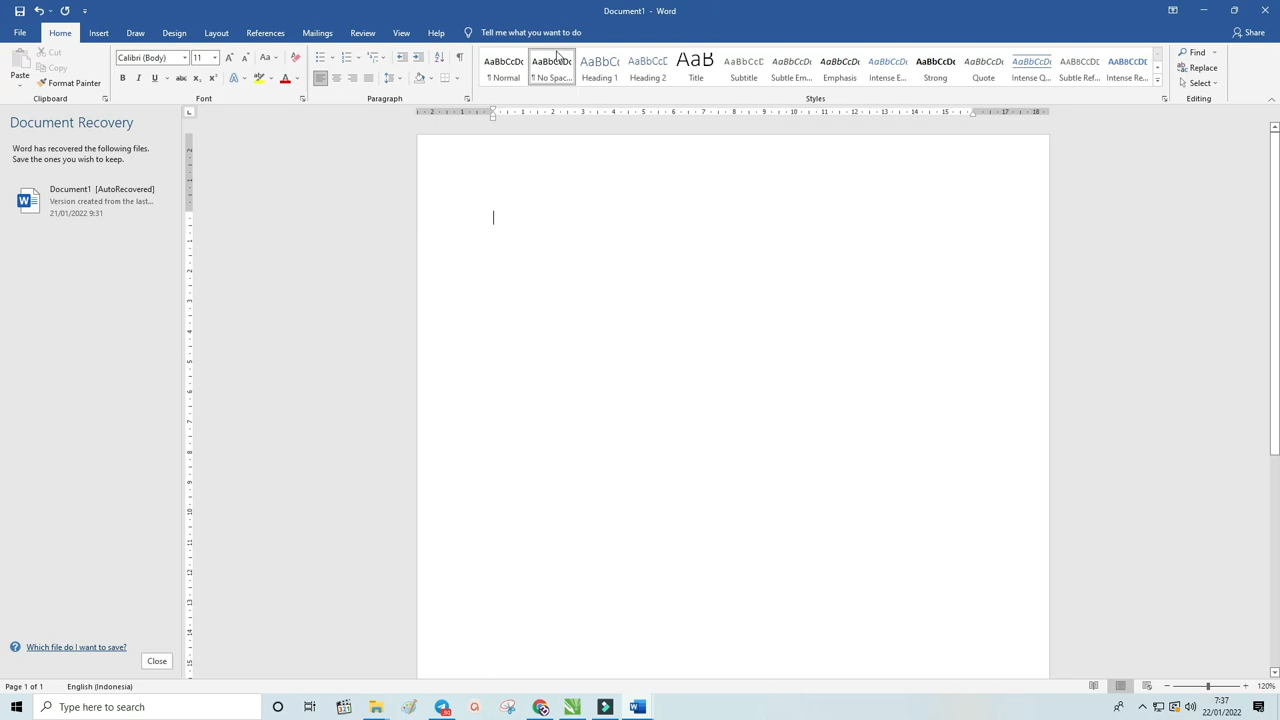 Document1 - Word
File Home Insert Draw Design Layout References Mailings Review View Help Tell me what you want to do Share
Paste
Cut
Copy
Format Painter
Clipboard
Calibri (Body) 11
Font
Paragraph
AaBbCcDc ¶ Normal
AaBbCcDc ¶ No Spac...
AaBbCc Heading 1
AaBbCcD Heading 2
AaB Title
AaBbCcD Subtitle
AaBbCcDc Subtle Em...
AaBbCcDc Emphasis
AaBbCcDc Intense E...
AaBbCcDc Strong
AaBbCcDc Quote
AaBbCcDc Intense Q...
AaBbCcDc Subtle Ref...
AaBbCcDc Intense Re...
Styles
Find
Replace
Select
Editing
Document Recovery
Word has recovered the following files.
Save the ones you wish to keep.
Document1 [AutoRecovered]
Version created from the last...
21/01/2022 9:31
Which file do I want to save?
Close
Page 1 of 1 English (Indonesia) 120%
Type here to search
7:37
22/01/2022